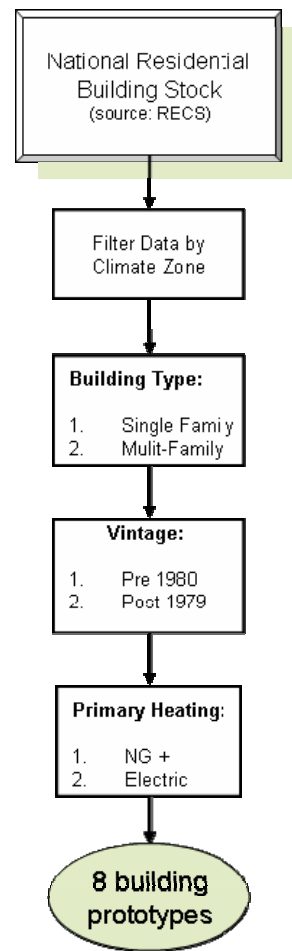 National Residential
Building Stock
(source: RECS)
Filter Data by
Climate Zone
Building Type:
1. Single Family
2. Mulit-Family
Vintage:
1. Pre 1980
2. Post 1979
Primary Heating:
1. NG +
2. Electric
8 building
prototypes